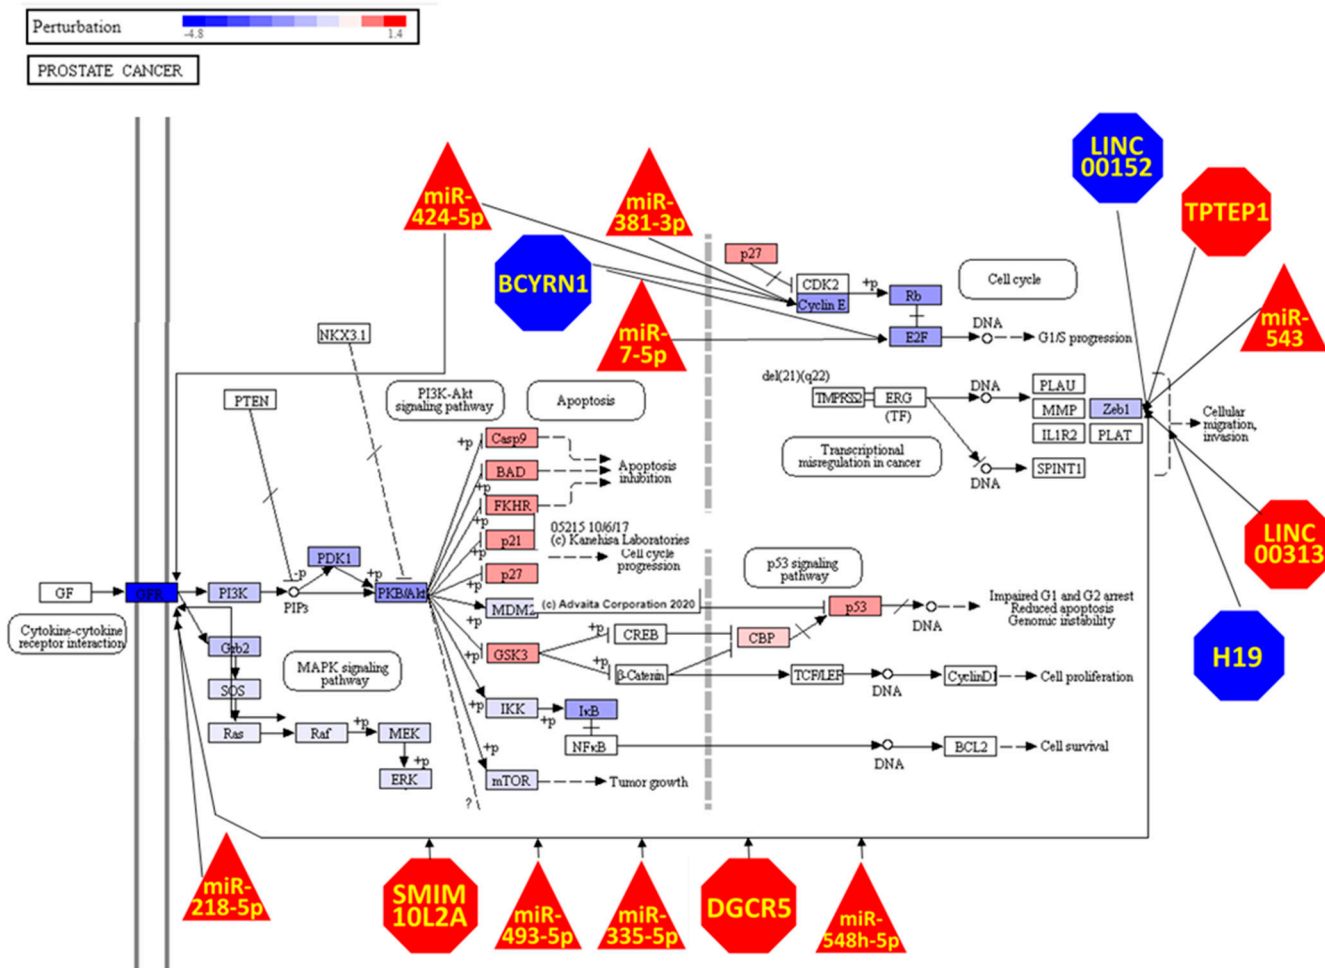 Perturbation
-4.8
1.4
PROSTATE CANCER
LINC
00152
miR-
424-5p
miR-
381-3p
TPTEP1
BCYRN1
p27
CDK2
Cyclin E
+p
Rb
Cell cycle
miR-
7-5p
E2F
DNA
G1/S progression
miR-
543
NKX3.1
PTEN
PI3K-Akt
signaling pathway
Apoptosis
del(21)(q22)
TMPRSS2
ERG
(TF)
DNA
PLAU
MMP
Zeb1
IL1R2
PLAT
Cellular
migration,
invasion
Transcriptional
misregulation in cancer
DNA
SPINT1
+p
Casp9
+p
BAD
Apoptosis
inhibition
+p
FKHR
+p
p21
05215 10/6/17
(c) Kanehisa Laboratories
Cell cycle
progression
+p
p27
+p
LINC
00313
PDK1
-p
+p
GF
GFR
PI3K
PIP3
PKB/Akt
MDM2
(c) Advaita Corporation 2020
p53 signaling
pathway
p53
DNA
Impaired G1 and G2 arrest
Reduced apoptosis
Genomic instability
Cytokine-cytokine
receptor interaction
Grb2
+p
GSK3
+p
CREB
CBP
H19
MAPK signaling
pathway
SOS
+p
β-Catenin
TCF/LEF
DNA
CyclinD1
Cell proliferation
+p
IKK
+p
IκB
Ras
Raf
+p
MEK
NFκB
DNA
BCL2
Cell survival
+p
ERK
+p
mTOR
Tumor growth
?
miR-
218-5p
SMIM
10L2A
miR-
493-5p
miR-
335-5p
DGCR5
miR-
548h-5p